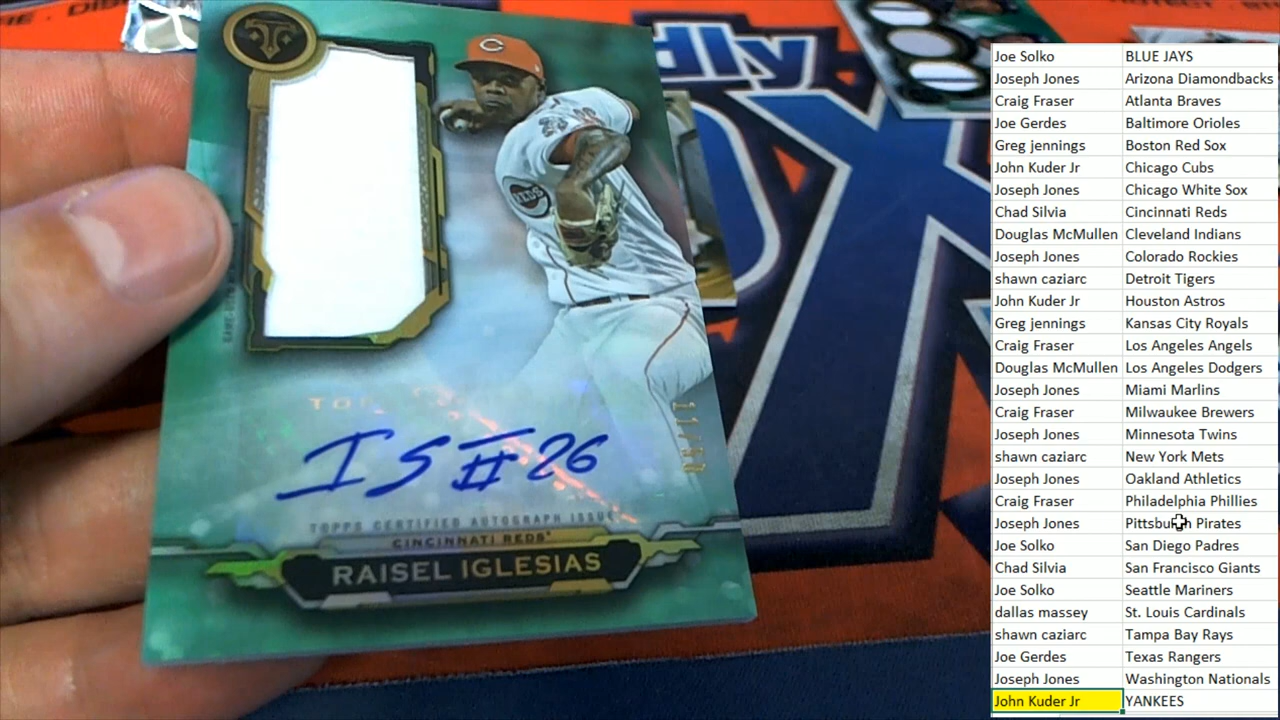 dly
REDS
IS #26
TOPPS CERTIFIED AUTOGRAPH ISSUE
CINCINNATI REDS
RAISEL IGLESIAS
Joe Solko BLUE JAYS
Joseph Jones Arizona Diamondbacks
Craig Fraser Atlanta Braves
Joe Gerdes Baltimore Orioles
Greg jennings Boston Red Sox
John Kuder Jr Chicago Cubs
Joseph Jones Chicago White Sox
Chad Silvia Cincinnati Reds
Douglas McMullen Cleveland Indians
Joseph Jones Colorado Rockies
shawn caziarc Detroit Tigers
John Kuder Jr Houston Astros
Greg jennings Kansas City Royals
Craig Fraser Los Angeles Angels
Douglas McMullen Los Angeles Dodgers
Joseph Jones Miami Marlins
Craig Fraser Milwaukee Brewers
Joseph Jones Minnesota Twins
shawn caziarc New York Mets
Joseph Jones Oakland Athletics
Craig Fraser Philadelphia Phillies
Joseph Jones Pittsburgh Pirates
Joe Solko San Diego Padres
Chad Silvia San Francisco Giants
Joe Solko Seattle Mariners
dallas massey St. Louis Cardinals
shawn caziarc Tampa Bay Rays
Joe Gerdes Texas Rangers
Joseph Jones Washington Nationals
John Kuder Jr YANKEES